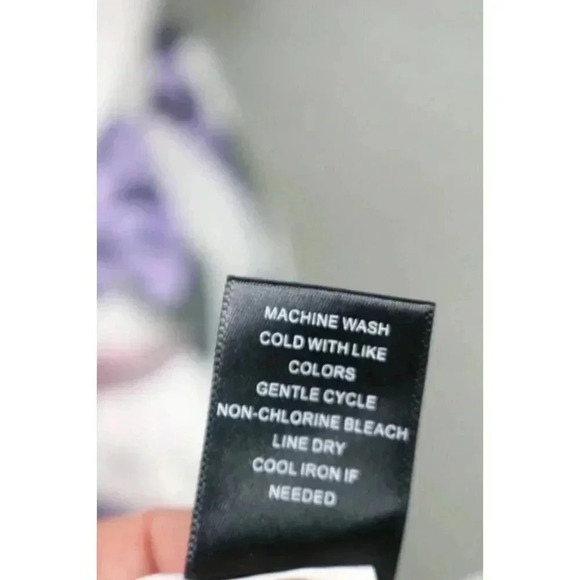 MACHINE WASH
COLD WITH LIKE
COLORS
GENTLE CYCLE
NON-CHLORINE BLEACH
LINE DRY
COOL IRON IF
NEEDED